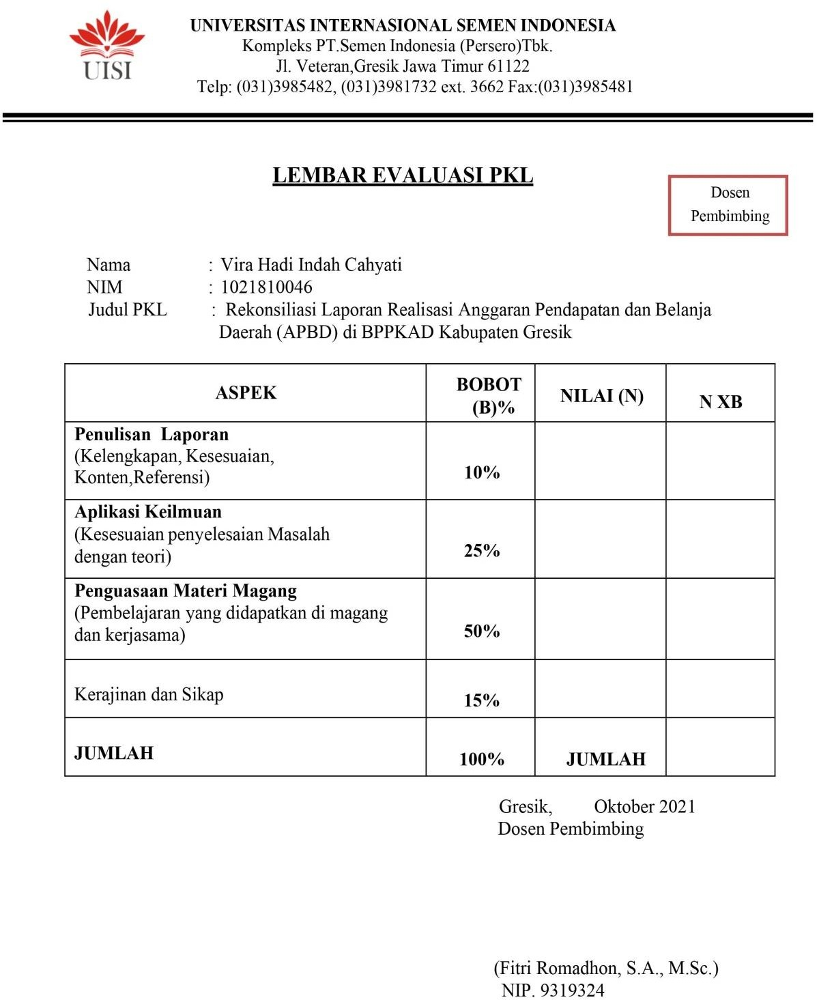 UISI
UNIVERSITAS INTERNASIONAL SEMEN INDONESIA
Kompleks PT.Semen Indonesia (Persero)Tbk.
Jl. Veteran,Gresik Jawa Timur 61122
Telp: (031)3985482, (031)3981732 ext. 3662 Fax:(031)3985481
LEMBAR EVALUASI PKL
Dosen
Pembimbing
Nama : Vira Hadi Indah Cahyati
NIM : 1021810046
Judul PKL : Rekonsiliasi Laporan Realisasi Anggaran Pendapatan dan Belanja
Daerah (APBD) di BPPKAD Kabupaten Gresik
ASPEK BOBOT (B)% NILAI (N) N XB
Penulisan Laporan
(Kelengkapan, Kesesuaian,
Konten,Referensi) 10%
Aplikasi Keilmuan
(Kesesuaian penyelesaian Masalah
dengan teori) 25%
Penguasaan Materi Magang
(Pembelajaran yang didapatkan di magang
dan kerjasama) 50%
Kerajinan dan Sikap 15%
JUMLAH 100% JUMLAH
Gresik, Oktober 2021
Dosen Pembimbing
(Fitri Romadhon, S.A., M.Sc.)
NIP. 9319324